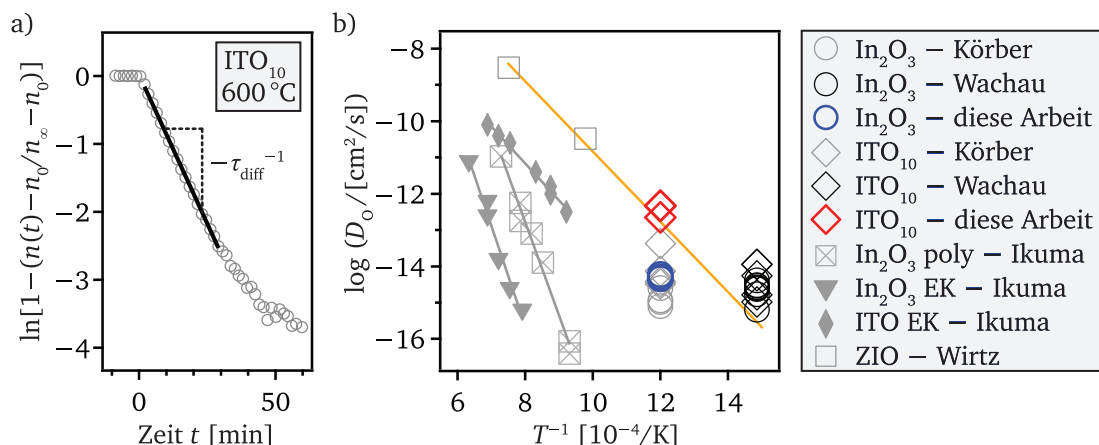 a)
ITO₁₀
600 °C
−τ_diff⁻¹
ln[1−(n(t)−n₀/n∞−n₀)]
0
−1
−2
−3
−4
0
50
Zeit t [min]
b)
log (D_O/[cm²/s])
−8
−10
−12
−14
−16
6
8
10
12
14
T⁻¹ [10⁻⁴/K]
In₂O₃ – Körber
In₂O₃ – Wachau
In₂O₃ – diese Arbeit
ITO₁₀ – Körber
ITO₁₀ – Wachau
ITO₁₀ – diese Arbeit
In₂O₃ poly – Ikuma
In₂O₃ EK – Ikuma
ITO EK – Ikuma
ZIO – Wirtz